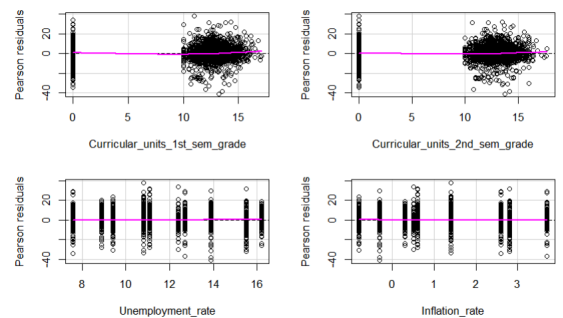 Pearson residuals
-40 0 20
0 5 10 15
Curricular_units_1st_sem_grade
Pearson residuals
-40 0 20
0 5 10 15
Curricular_units_2nd_sem_grade
Pearson residuals
-40 0 20
8 10 12 14 16
Unemployment_rate
Pearson residuals
-40 0 20
0 1 2 3
Inflation_rate